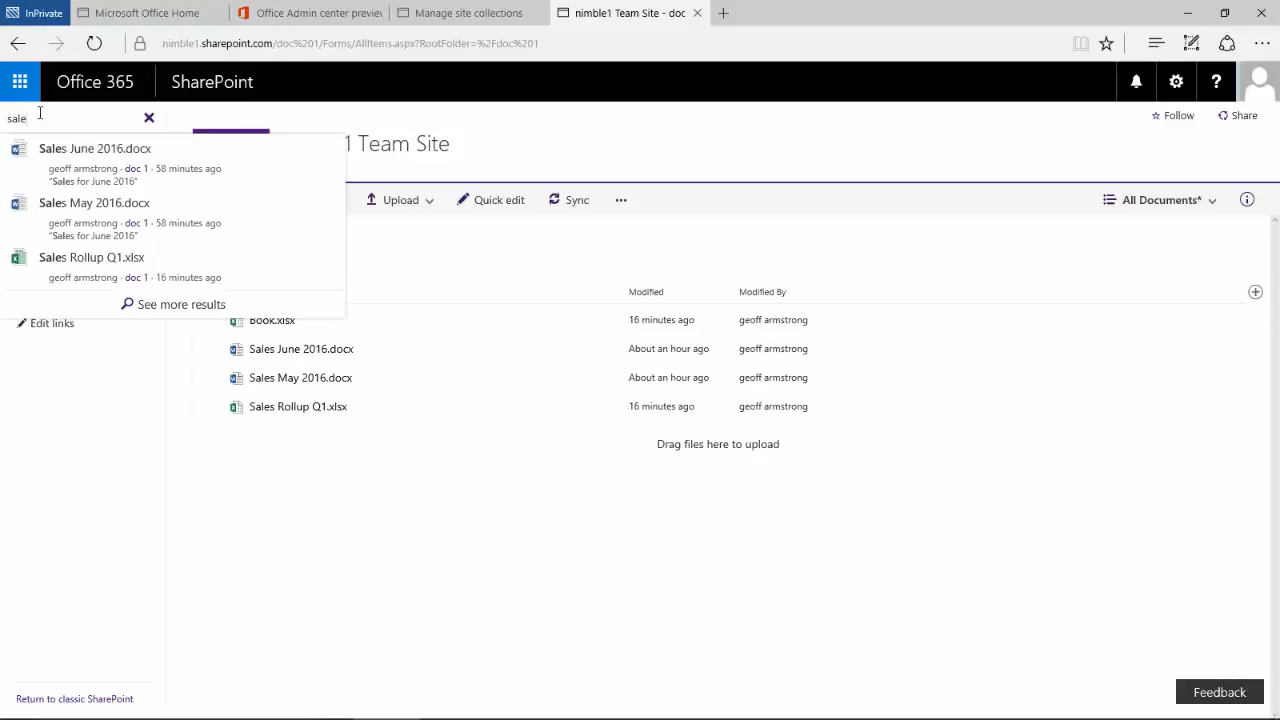 InPrivate
Microsoft Office Home
Office Admin center previ
Manage site collections
nimble1 Team Site - doc
nimble1.sharepoint.com/doc%201/Forms/AllItems.aspx?RootFolder=%2Fdoc%201
Office 365
SharePoint
sale
Follow
Share
1 Team Site
Sales June 2016.docx
geoff armstrong · doc 1 · 58 minutes ago
"Sales for June 2016"
Sales May 2016.docx
geoff armstrong · doc 1 · 58 minutes ago
"Sales for June 2016"
Sales Rollup Q1.xlsx
geoff armstrong · doc 1 · 16 minutes ago
See more results
Edit links
Upload
Quick edit
Sync
All Documents*
Modified
Modified By
Book.xlsx
16 minutes ago
geoff armstrong
Sales June 2016.docx
About an hour ago
geoff armstrong
Sales May 2016.docx
About an hour ago
geoff armstrong
Sales Rollup Q1.xlsx
16 minutes ago
geoff armstrong
Drag files here to upload
Return to classic SharePoint
Feedback